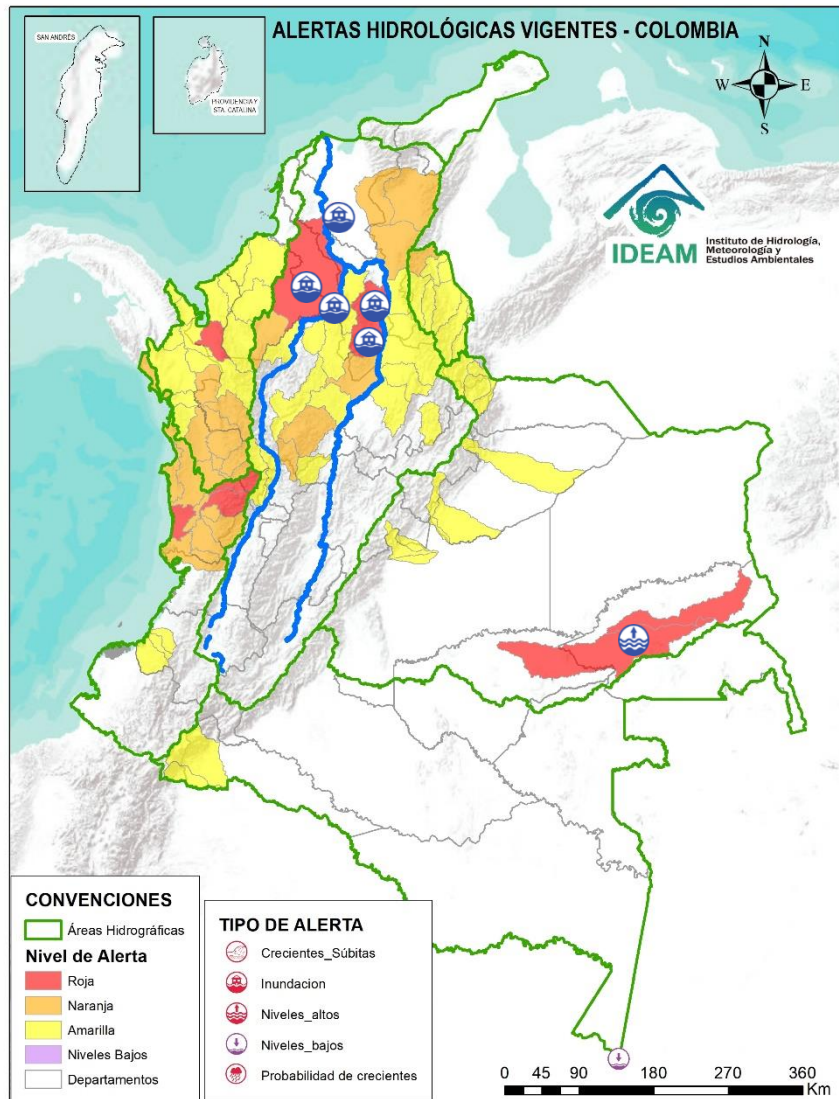 ALERTAS HIDROLÓGICAS VIGENTES - COLOMBIA
SAN ANDRÉS
PROVIDENCIA Y
STA. CATALINA
N
W
E
S
IDEAM
Instituto de Hidrología,
Meteorología y
Estudios Ambientales
CONVENCIONES
Áreas Hidrográficas
Nivel de Alerta
Roja
Naranja
Amarilla
Niveles Bajos
Departamentos
TIPO DE ALERTA
Crecientes_Súbitas
Inundacion
Niveles_altos
Niveles_bajos
Probabilidad de crecientes
0 45 90 180 270 360
Km